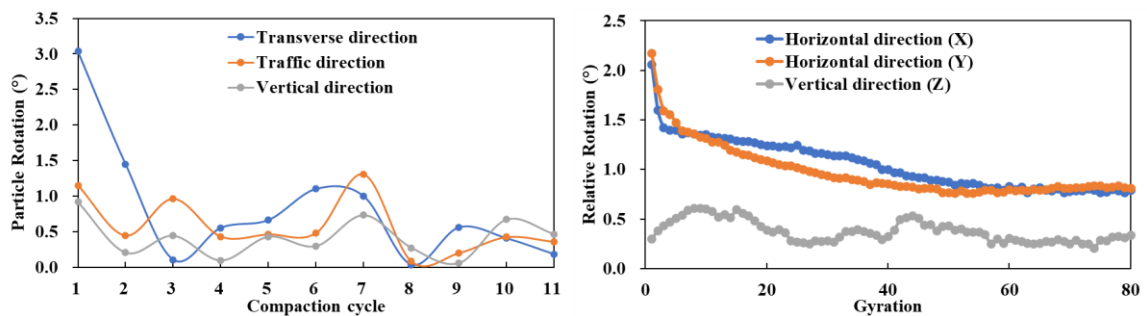 Particle Rotation (°)
3.5
3.0
2.5
2.0
1.5
1.0
0.5
0.0
Transverse direction
Traffic direction
Vertical direction
1 2 3 4 5 6 7 8 9 10 11
Compaction cycle
Relative Rotation (°)
2.5
2.0
1.5
1.0
0.5
0.0
Horizontal direction (X)
Horizontal direction (Y)
Vertical direction (Z)
0 20 40 60 80
Gyration